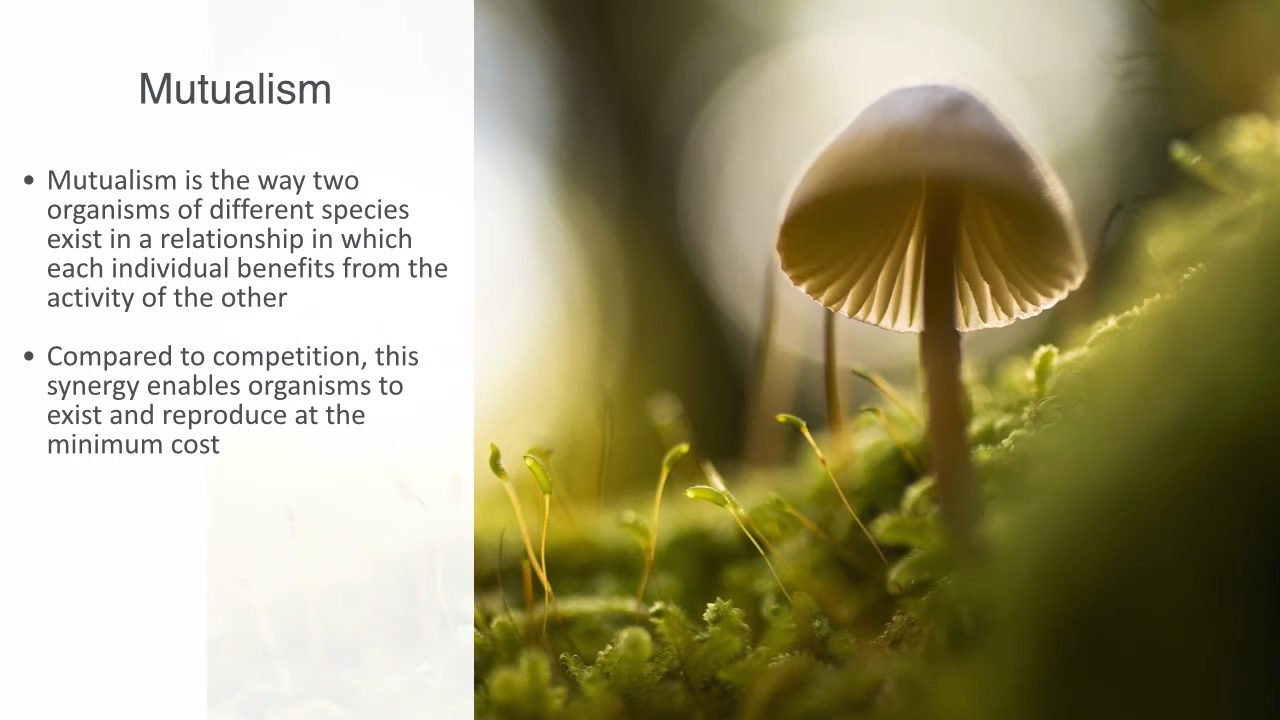 Mutualism
• Mutualism is the way two
organisms of different species
exist in a relationship in which
each individual benefits from the
activity of the other
• Compared to competition, this
synergy enables organisms to
exist and reproduce at the
minimum cost